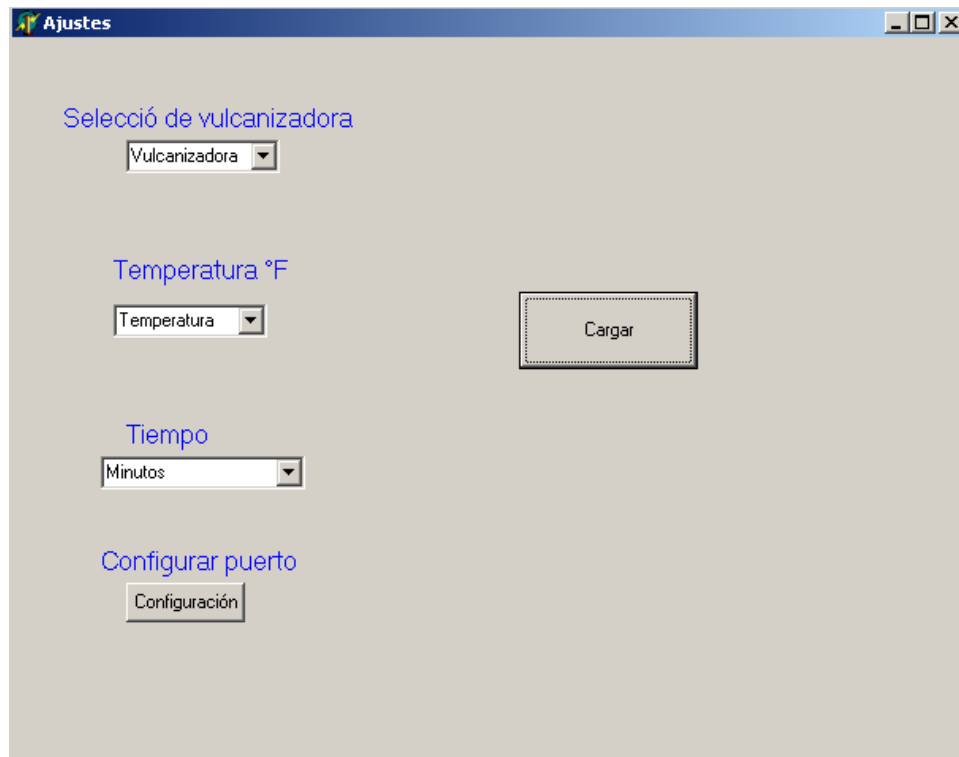 Ajustes
Selecció de vulcanizadora
Vulcanizadora
Temperatura °F
Temperatura
Cargar
Tiempo
Minutos
Configurar puerto
Configuración